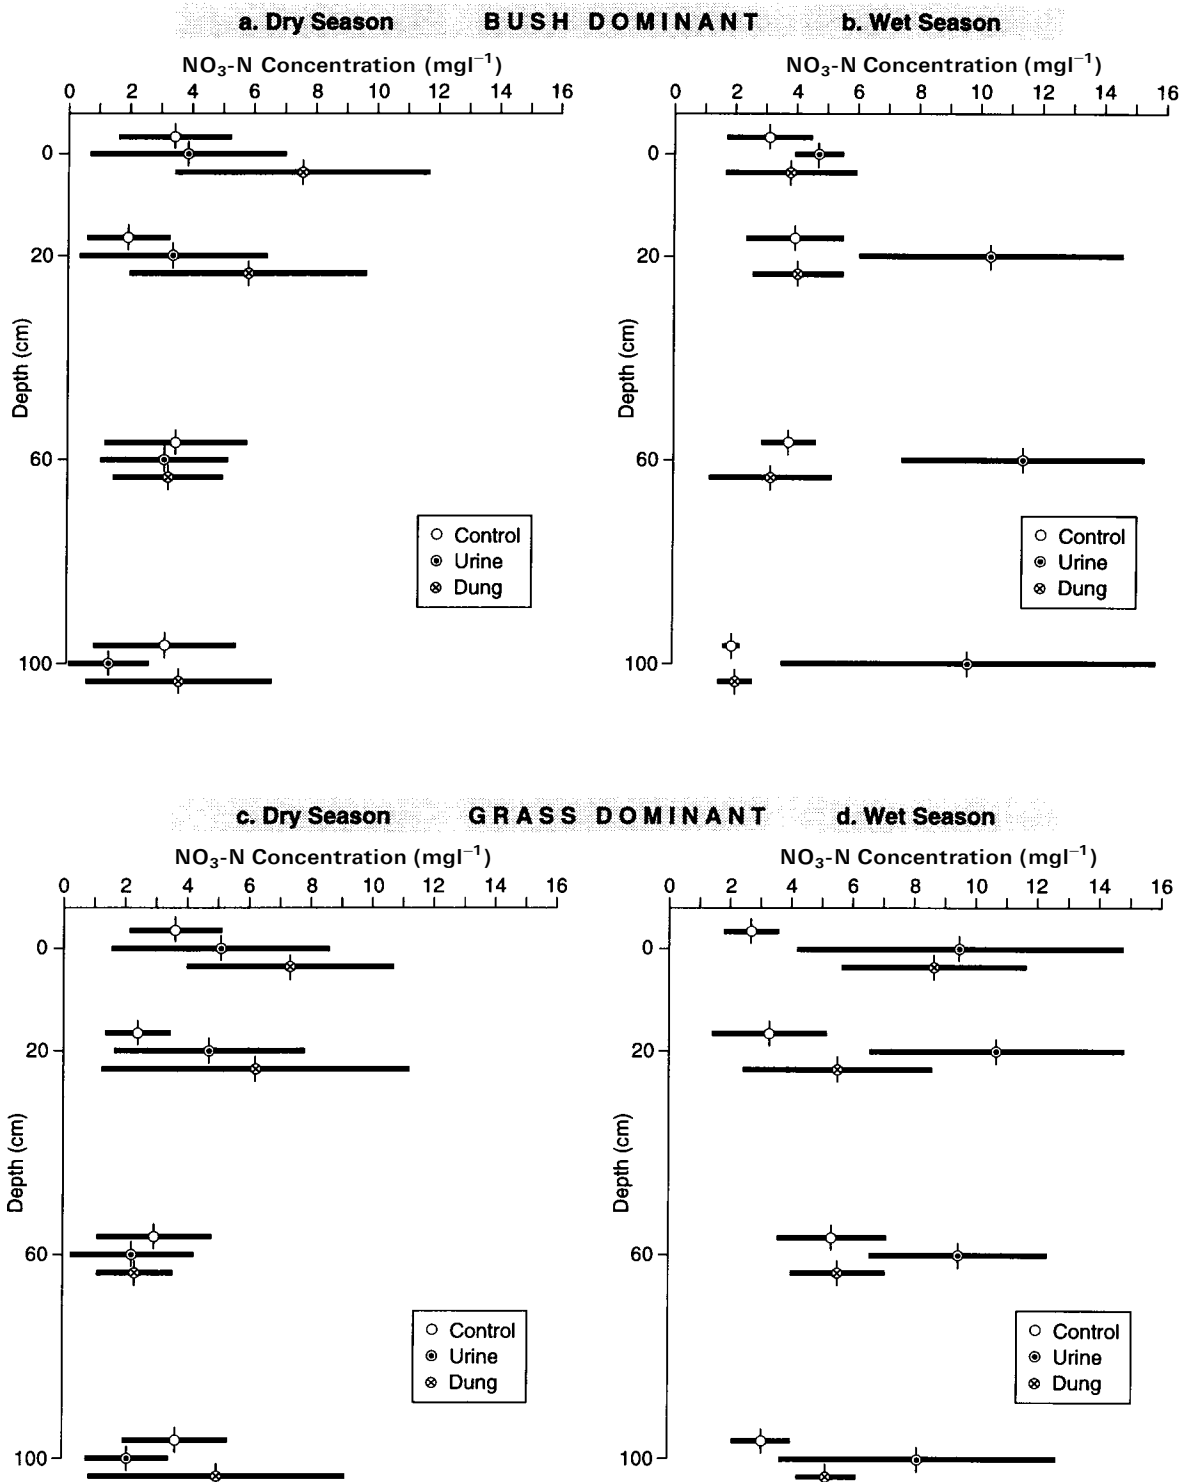 a. Dry Season BUSH DOMINANT b. Wet Season
NO₃-N Concentration (mgl⁻¹)
0 2 4 6 8 10 12 14 16
0
20
60
100
Depth (cm)
Control
Urine
Dung
NO₃-N Concentration (mgl⁻¹)
0 2 4 6 8 10 12 14 16
0
20
60
100
Depth (cm)
Control
Urine
Dung
c. Dry Season GRASS DOMINANT d. Wet Season
NO₃-N Concentration (mgl⁻¹)
0 2 4 6 8 10 12 14 16
0
20
60
100
Depth (cm)
Control
Urine
Dung
NO₃-N Concentration (mgl⁻¹)
0 2 4 6 8 10 12 14 16
0
20
60
100
Depth (cm)
Control
Urine
Dung